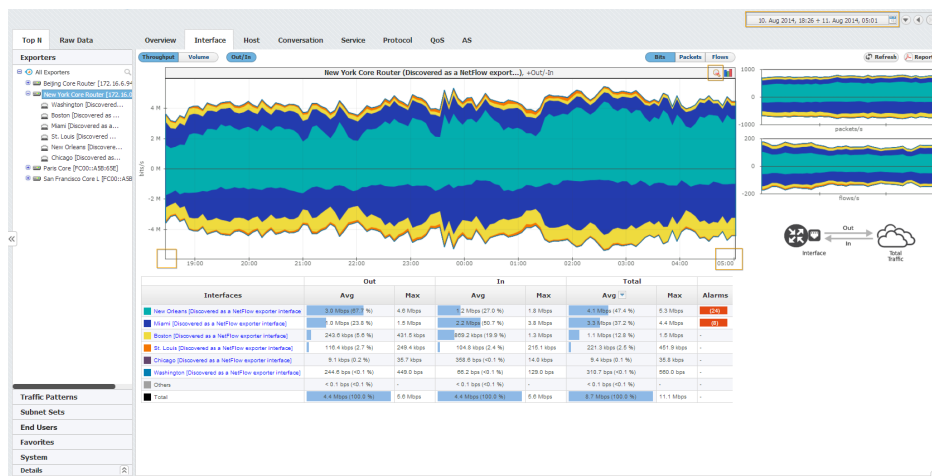 10. Aug 2014, 18:26 ÷ 11. Aug 2014, 05:01
Top N Raw Data Overview Interface Host Conversation Service Protocol QoS AS
Exporters Throughput Volume Out/In Bits Packets Flows Refresh Report
All Exporters
New York Core Router (Discovered as a NetFlow export...), +Out/-In
Beijing Core Router [172.16.6.94
New York Core Router [172.16.0
Washington [Discovered...
Boston [Discovered as ...
Miami [Discovered as a...
St. Louis [Discovered ...
New Orleans [Discovere...
Chicago [Discovered as...
Paris Core [FC00::A5B:65E]
San Francisco Core L [FC00::A5B
bits/s
4 M
2 M
0 M
-2 M
-4 M
19:00 20:00 21:00 22:00 23:00 00:00 01:00 02:00 03:00 04:00 05:00
1000
0
-1000
packets/s
200
0
-200
flows/s
Out
In
Interface
Total
Traffic
Out In Total
Interfaces Avg Max Avg Max Avg Max Alarms
New Orleans [Discovered as a NetFlow exporter interface 3.0 Mbps (67.7 %) 4.6 Mbps 1.2 Mbps (27.0 %) 1.8 Mbps 4.1 Mbps (47.4 %) 5.3 Mbps (24)
Miami [Discovered as a NetFlow exporter interface] 1.0 Mbps (23.8 %) 1.5 Mbps 2.2 Mbps (50.7 %) 3.8 Mbps 3.3 Mbps (37.2 %) 4.4 Mbps (6)
Boston [Discovered as a NetFlow exporter interface] 243.6 kbps (5.6 %) 431.6 kbps 869.2 kbps (19.9 %) 1.3 Mbps 1.1 Mbps (12.8 %) 1.6 Mbps -
St. Louis [Discovered as a NetFlow exporter interface] 116.4 kbps (2.7 %) 249.4 kbps 104.8 kbps (2.4 %) 215.1 kbps 221.3 kbps (2.5 %) 451.9 kbps -
Chicago [Discovered as a NetFlow exporter interface] 9.1 kbps (0.2 %) 35.7 kbps 358.6 bps (<0.1 %) 14.0 kbps 9.4 kbps (0.1 %) 35.8 kbps -
Washington [Discovered as a NetFlow exporter interface] 244.6 bps (<0.1 %) 449.0 bps 66.2 bps (<0.1 %) 129.0 bps 310.7 bps (<0.1 %) 560.0 bps -
Others < 0.1 bps (<0.1 %) - < 0.1 bps (<0.1 %) - < 0.1 bps (<0.1 %) - -
Total 4.4 Mbps (100.0 %) 5.6 Mbps 4.4 Mbps (100.0 %) 5.6 Mbps 8.7 Mbps (100.0 %) 11.1 Mbps -
Traffic Patterns
Subnet Sets
End Users
Favorites
System
Details